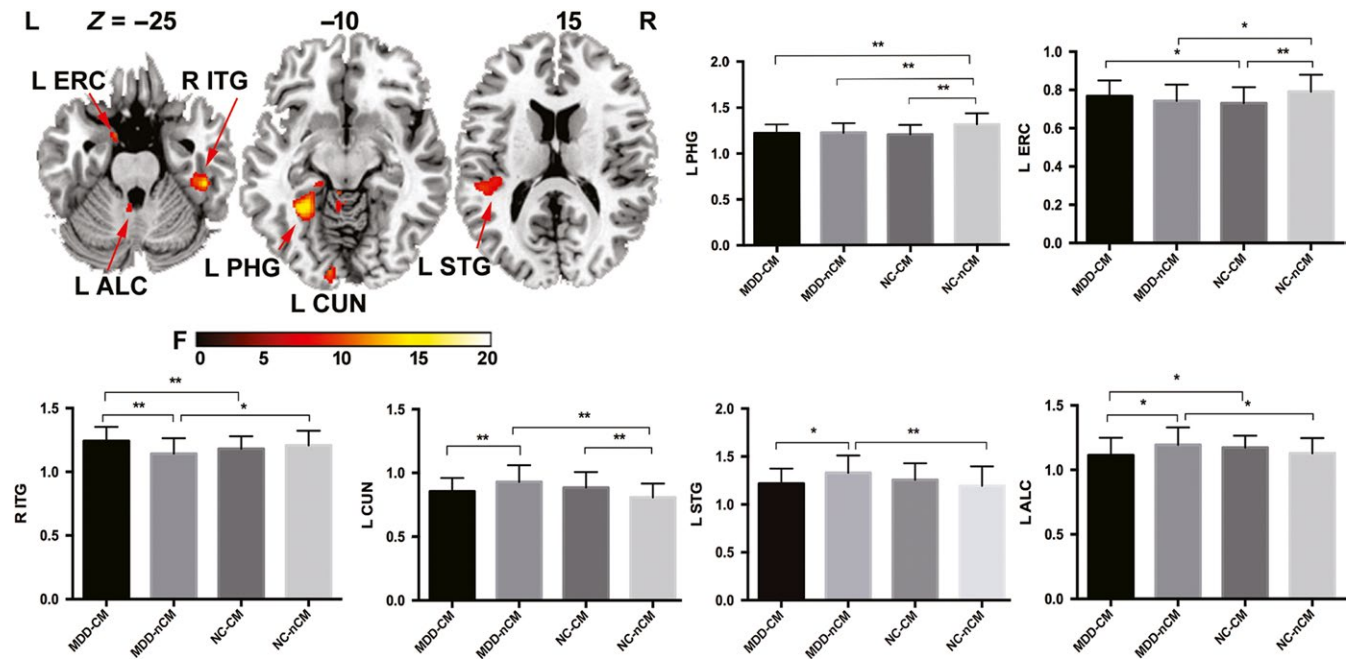 L Z = −25 −10 15 R
L ERC
R ITG
L ALC
L PHG
L CUN
L STG
F
0 5 10 15 20
L PHG
2.0
1.5
1.0
0.5
0.0
**
**
**
MDD-CM MDD-nCM NC-CM NC-nCM
L ERC
1.0
0.8
0.6
0.4
0.2
0.0
*
*
**
MDD-CM MDD-nCM NC-CM NC-nCM
R ITG
1.5
1.0
0.5
0.0
**
**
*
MDD-CM MDD-nCM NC-CM NC-nCM
L CUN
1.5
1.0
0.5
0.0
**
**
**
MDD-CM MDD-nCM NC-CM NC-nCM
L STG
2.0
1.5
1.0
0.5
0.0
*
**
MDD-CM MDD-nCM NC-CM NC-nCM
L ALC
1.5
1.0
0.5
0.0
*
*
*
MDD-CM MDD-nCM NC-CM NC-nCM